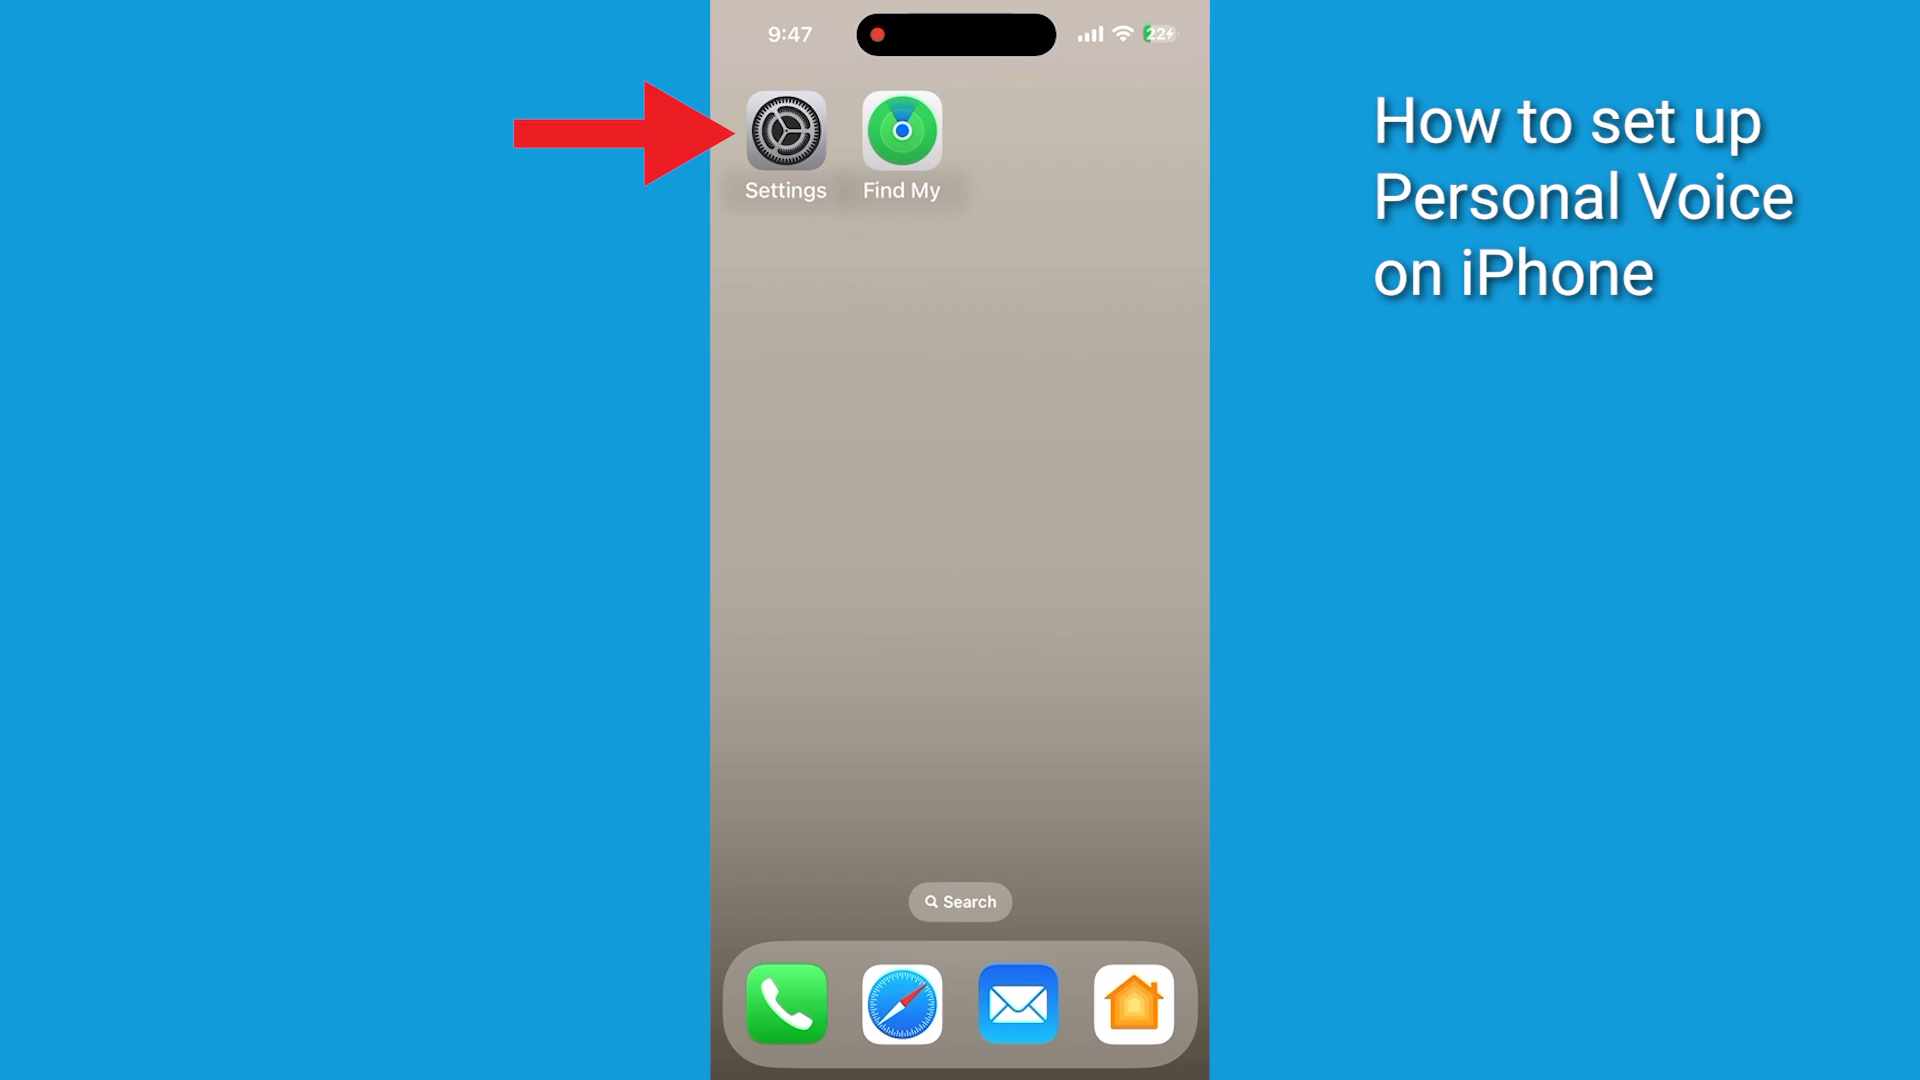 9:47
22
Settings
Find My
Search
How to set up
Personal Voice
on iPhone